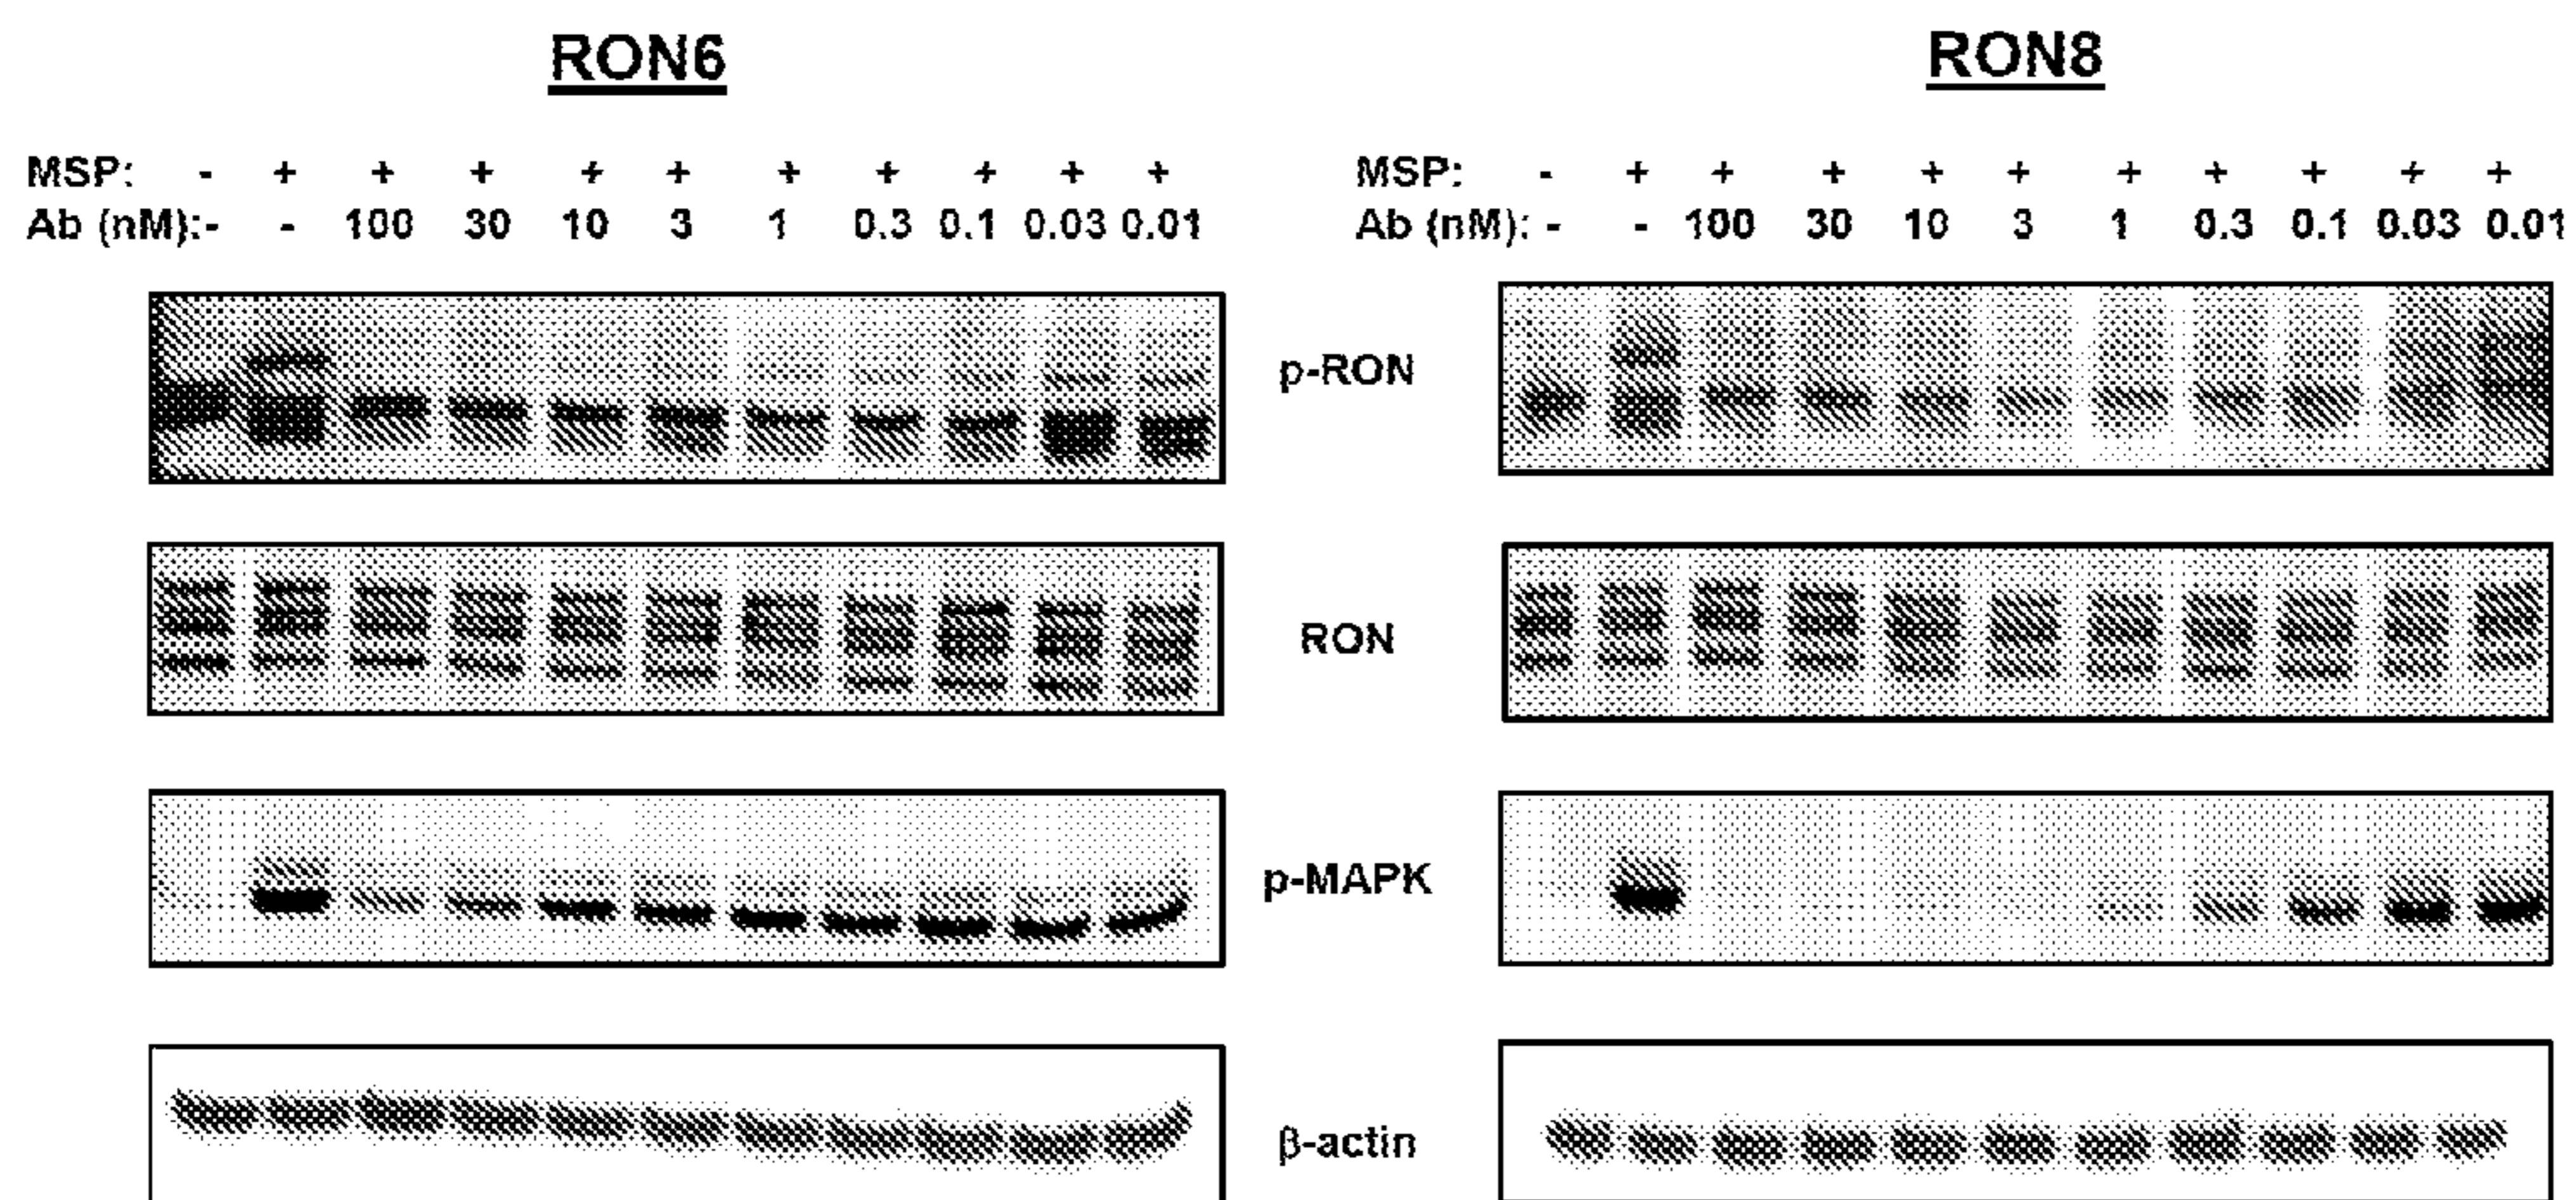 RON6
MSP: - + + + + + + + + + +
Ab (nM):- - 100 30 10 3 1 0.3 0.1 0.03 0.01
RON8
MSP: - + + + + + + + + + +
Ab (nM): - - 100 30 10 3 1 0.3 0.1 0.03 0.01
p-RON
RON
p-MAPK
β-actin